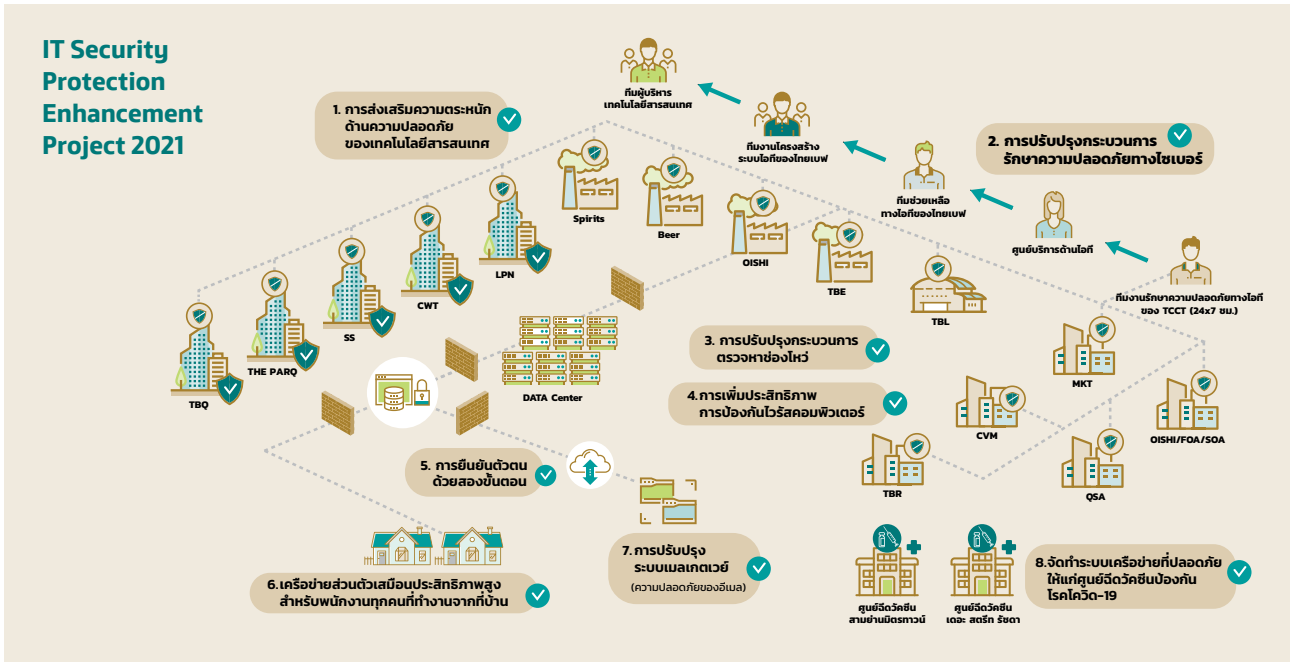 IT Security
Protection
Enhancement
Project 2021
ทีมผู้บริหาร
เทคโนโลยีสารสนเทศ
1. การส่งเสริมความตระหนัก
ด้านความปลอดภัย
ของเทคโนโลยีสารสนเทศ
ทีมงานโครงสร้าง
ระบบไอทีของไทยเบฟ
2. การปรับปรุงกระบวนการ
รักษาความปลอดภัยทางไซเบอร์
ทีมช่วยเหลือ
ทางไอทีของไทยเบฟ
ศูนย์บริการด้านไอที
ทีมงานรักษาความปลอดภัยทางไอที
ของ TCCT (24x7 ชม.)
Spirits
Beer
OISHI
TBE
TBL
LPN
CWT
SS
THE PARQ
TBQ
DATA Center
3. การปรับปรุงกระบวนการ
ตรวจหาช่องโหว่
4. การเพิ่มประสิทธิภาพ
การป้องกันไวรัสคอมพิวเตอร์
MKT
CVM
OISHI/FOA/SOA
TBR
QSA
5. การยืนยันตัวตน
ด้วยสองขั้นตอน
6. เครือข่ายส่วนตัวเสมือนประสิทธิภาพสูง
สำหรับพนักงานทุกคนที่ทำงานจากที่บ้าน
7. การปรับปรุง
ระบบเมลเกตเวย์
(ความปลอดภัยของอีเมล)
ศูนย์ฉีดวัคซีน
สามย่านมิตรทาวน์
ศูนย์ฉีดวัคซีน
เดอะ สตรีท รัชดา
8. จัดทำระบบเครือข่ายที่ปลอดภัย
ให้แก่ศูนย์ฉีดวัคซีนป้องกัน
โรคโควิด-19